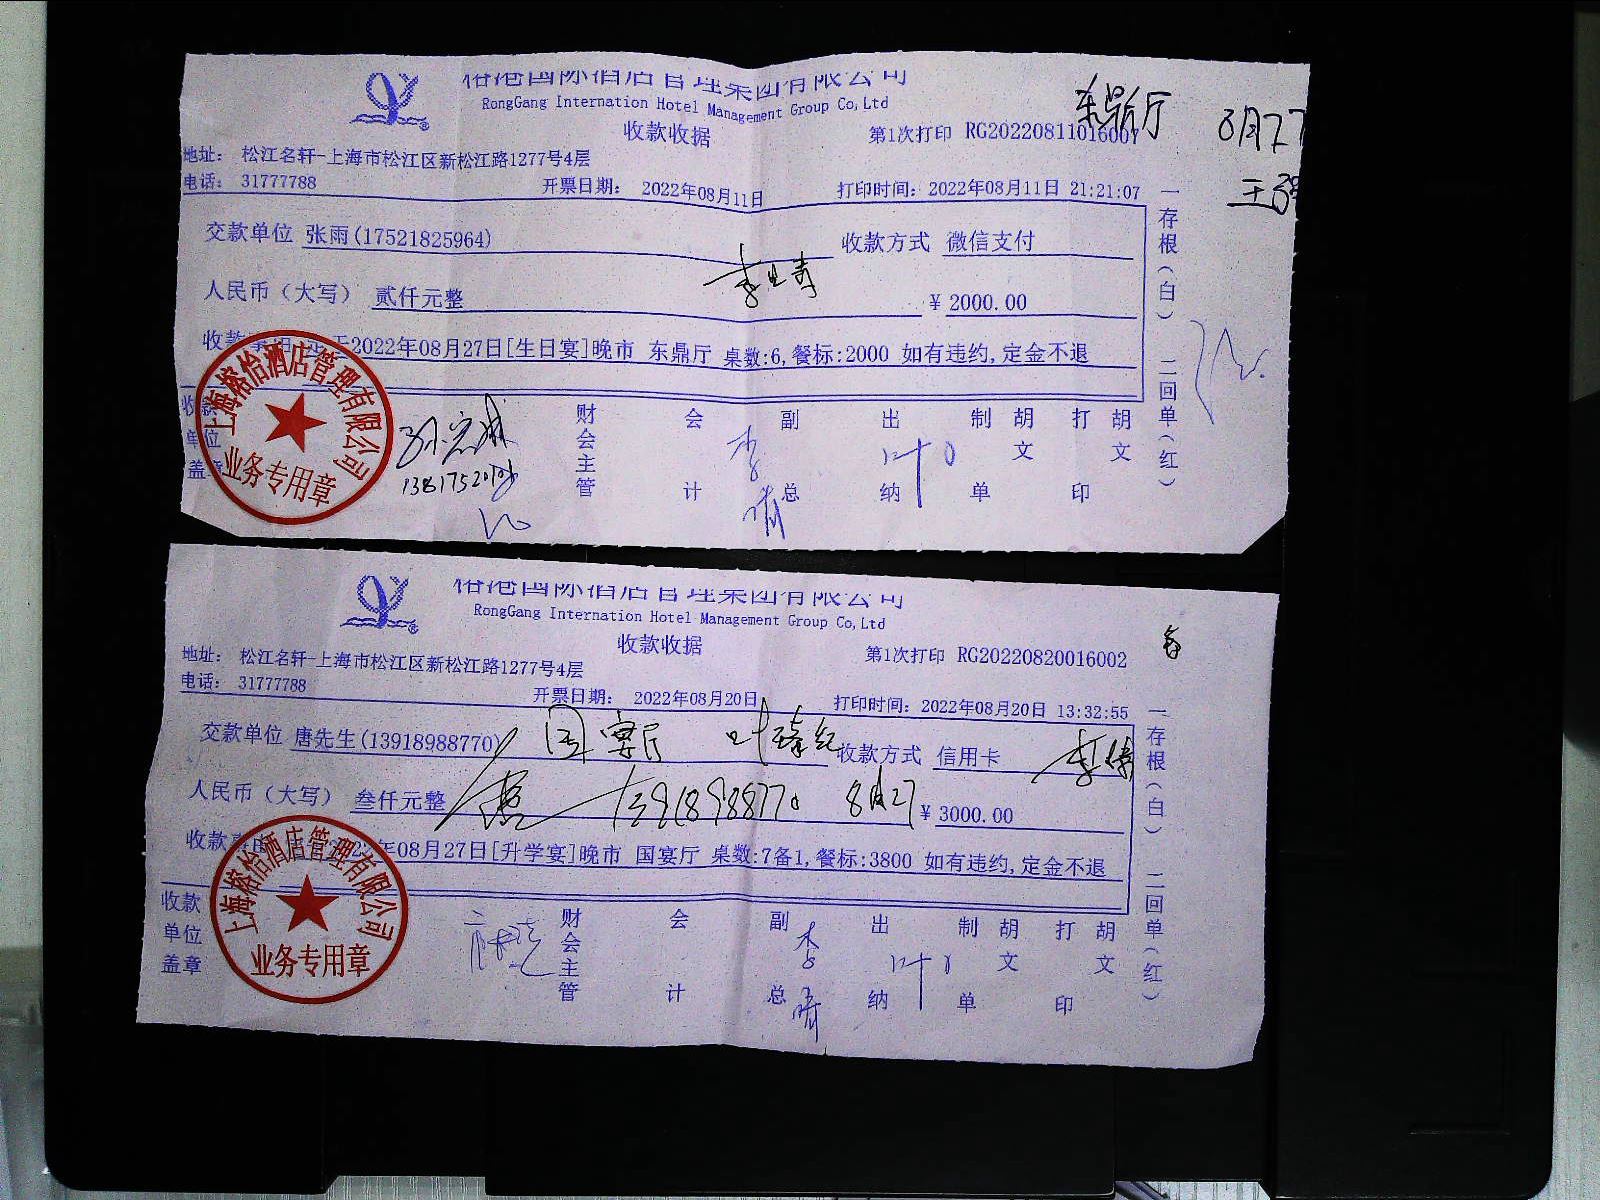 国际酒店管理集团有限公司
RongGang Internation Hotel Management Group Co,Ltd
收款收据
第1次打印 RG20220811016007
东鼎厅
8月27
地址： 松江名轩-上海市松江区新松江路1277号4层
电话： 31777788
开票日期： 2022年08月11日
打印时间：2022年08月11日 21:21:07
交款单位 张雨(17521825964)
收款方式 微信支付
人民币（大写） 贰仟元整
￥2000.00
收款 2022年08月27日[生日宴]晚市 东鼎厅 桌数:6,餐标:2000 如有违约,定金不退
收款单位盖章
上海榕怡酒店管理有限公司
业务专用章
财会主管
会计
副总
出纳
制单
胡文
打印
胡文
一存根（白） 二回单（红）
国际酒店管理集团有限公司
RongGang Internation Hotel Management Group Co,Ltd
收款收据
第1次打印 RG20220820016002
地址： 松江名轩-上海市松江区新松江路1277号4层
电话： 31777788
开票日期： 2022年08月20日
打印时间：2022年08月20日 13:32:55
交款单位 唐先生(13918988770)
国宴厅
收款方式 信用卡
人民币（大写） 叁仟元整
13918988770 8月27
￥3000.00
收款事由 年08月27日[升学宴]晚市 国宴厅 桌数:7备1,餐标:3800 如有违约,定金不退
收款单位盖章
上海榕怡酒店管理有限公司
业务专用章
财会主管
会计
副总
出纳
制单
胡文
打印
胡文
一存根（白） 二回单（红）